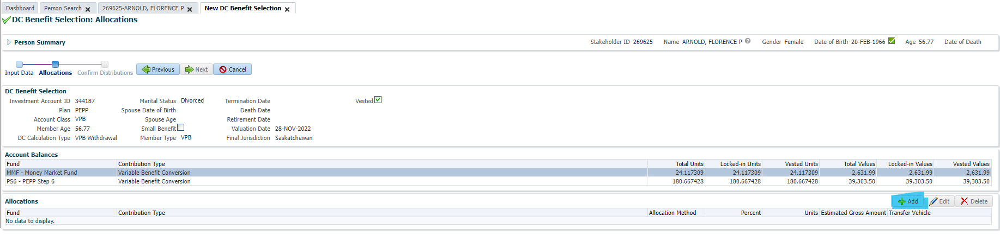 Dashboard Person Search 269625-ARNOLD, FLORENCE P New DC Benefit Selection
DC Benefit Selection: Allocations
Person Summary Stakeholder ID 269625 Name ARNOLD, FLORENCE P Gender Female Date of Birth 20-FEB-1966 Age 56.77 Date of Death
Input Data Allocations Confirm Distributions Previous Next Cancel
DC Benefit Selection
Investment Account ID 344187 Marital Status Divorced Termination Date Vested
Plan PEPP Spouse Date of Birth Death Date
Account Class VPB Spouse Age Retirement Date
Member Age 56.77 Small Benefit Valuation Date 28-NOV-2022
DC Calculation Type VPB Withdrawal Member Type VPB Final Jurisdiction Saskatchewan
Account Balances
Fund Contribution Type Total Units Locked-in Units Vested Units Total Values Locked-in Values Vested Values
MMF - Money Market Fund Variable Benefit Conversion 24.117309 24.117309 24.117309 2,631.99 2,631.99 2,631.99
PS6 - PEPP Step 6 Variable Benefit Conversion 180.667428 180.667428 180.667428 39,303.50 39,303.50 39,303.50
Allocations Add Edit Delete
Fund Contribution Type Allocation Method Percent Units Estimated Gross Amount Transfer Vehicle
No data to display.